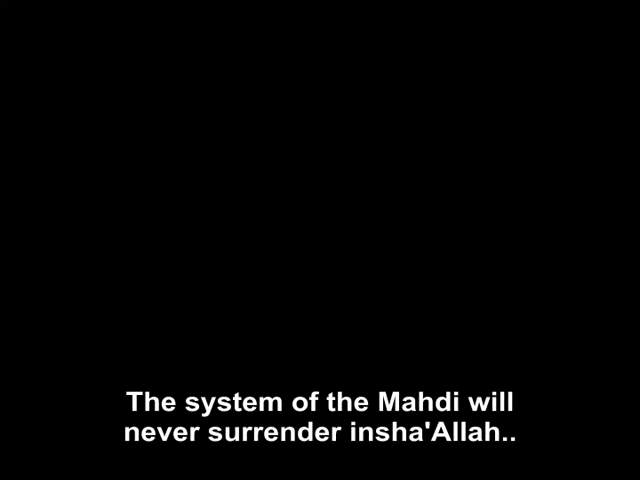 The system of the Mahdi will
never surrender insha'Allah..